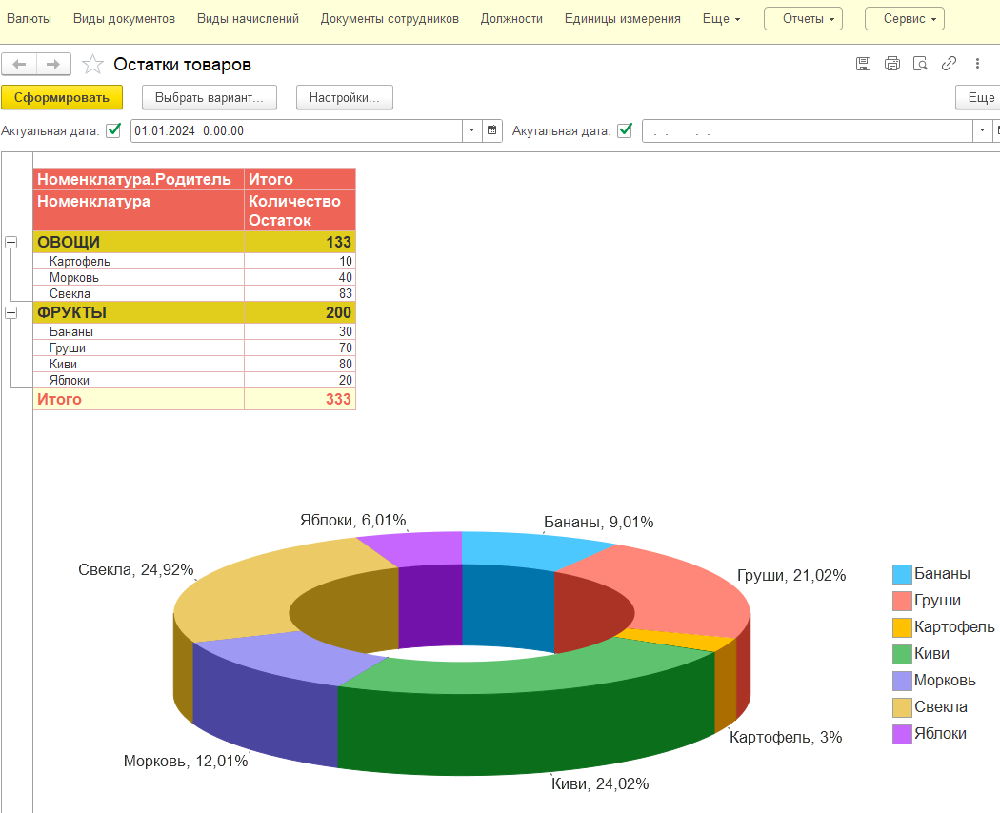 Валюты Виды документов Виды начислений Документы сотрудников Должности Единицы измерения Еще Отчеты Сервис
Остатки товаров
Сформировать Выбрать вариант... Настройки... Еще
Актуальная дата: 01.01.2024 0:00:00 Акутальная дата: . . : :
Номенклатура.Родитель Итого
Номенклатура Количество
Остаток
ОВОЩИ 133
Картофель 10
Морковь 40
Свекла 83
ФРУКТЫ 200
Бананы 30
Груши 70
Киви 80
Яблоки 20
Итого 333
Яблоки, 6,01% Бананы, 9,01%
Свекла, 24,92% Груши, 21,02%
Картофель, 3%
Морковь, 12,01%
Киви, 24,02%
Бананы
Груши
Картофель
Киви
Морковь
Свекла
Яблоки